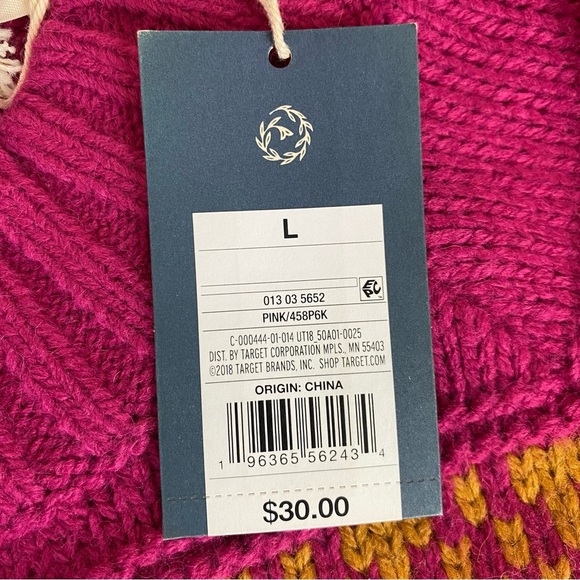 L
013 03 5652
EPC
PINK/458P6K
C-000444-01-014 UT18_50A01-0025
DIST. BY TARGET CORPORATION MPLS., MN 55403
©2018 TARGET BRANDS, INC. SHOP TARGET.COM
ORIGIN: CHINA
1 96365 56243 4
$30.00